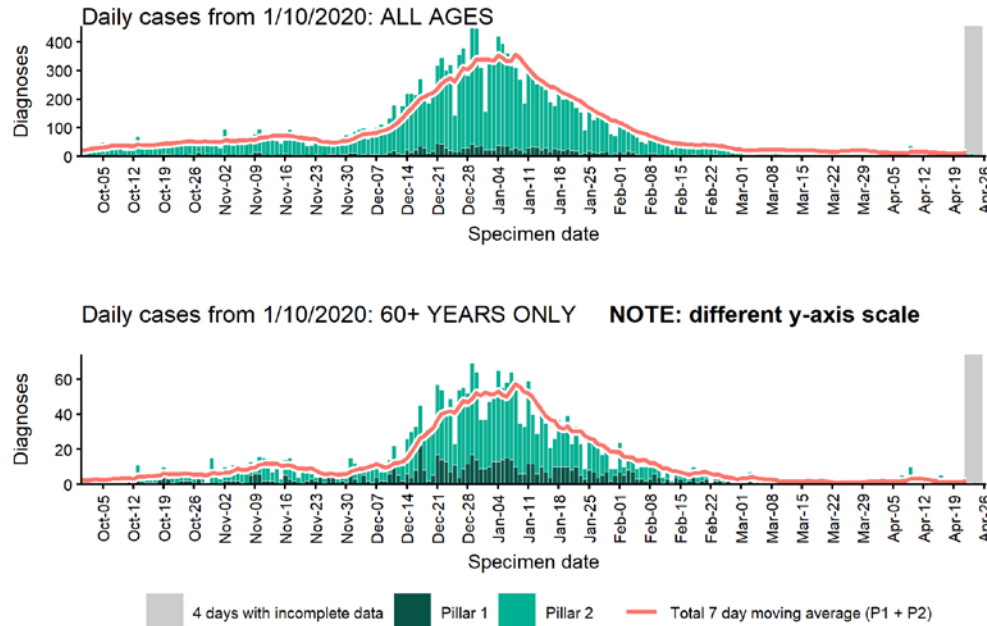 Daily cases from 1/10/2020: ALL AGES
Diagnoses
400
300
200
100
0
Oct-05 Oct-12 Oct-19 Oct-26 Nov-02 Nov-09 Nov-16 Nov-23 Nov-30 Dec-07 Dec-14 Dec-21 Dec-28 Jan-04 Jan-11 Jan-18 Jan-25 Feb-01 Feb-08 Feb-15 Feb-22 Mar-01 Mar-08 Mar-15 Mar-22 Mar-29 Apr-05 Apr-12 Apr-19 Apr-26
Specimen date
Daily cases from 1/10/2020: 60+ YEARS ONLY NOTE: different y-axis scale
Diagnoses
60
40
20
0
Oct-05 Oct-12 Oct-19 Oct-26 Nov-02 Nov-09 Nov-16 Nov-23 Nov-30 Dec-07 Dec-14 Dec-21 Dec-28 Jan-04 Jan-11 Jan-18 Jan-25 Feb-01 Feb-08 Feb-15 Feb-22 Mar-01 Mar-08 Mar-15 Mar-22 Mar-29 Apr-05 Apr-12 Apr-19 Apr-26
Specimen date
4 days with incomplete data Pillar 1 Pillar 2 Total 7 day moving average (P1 + P2)